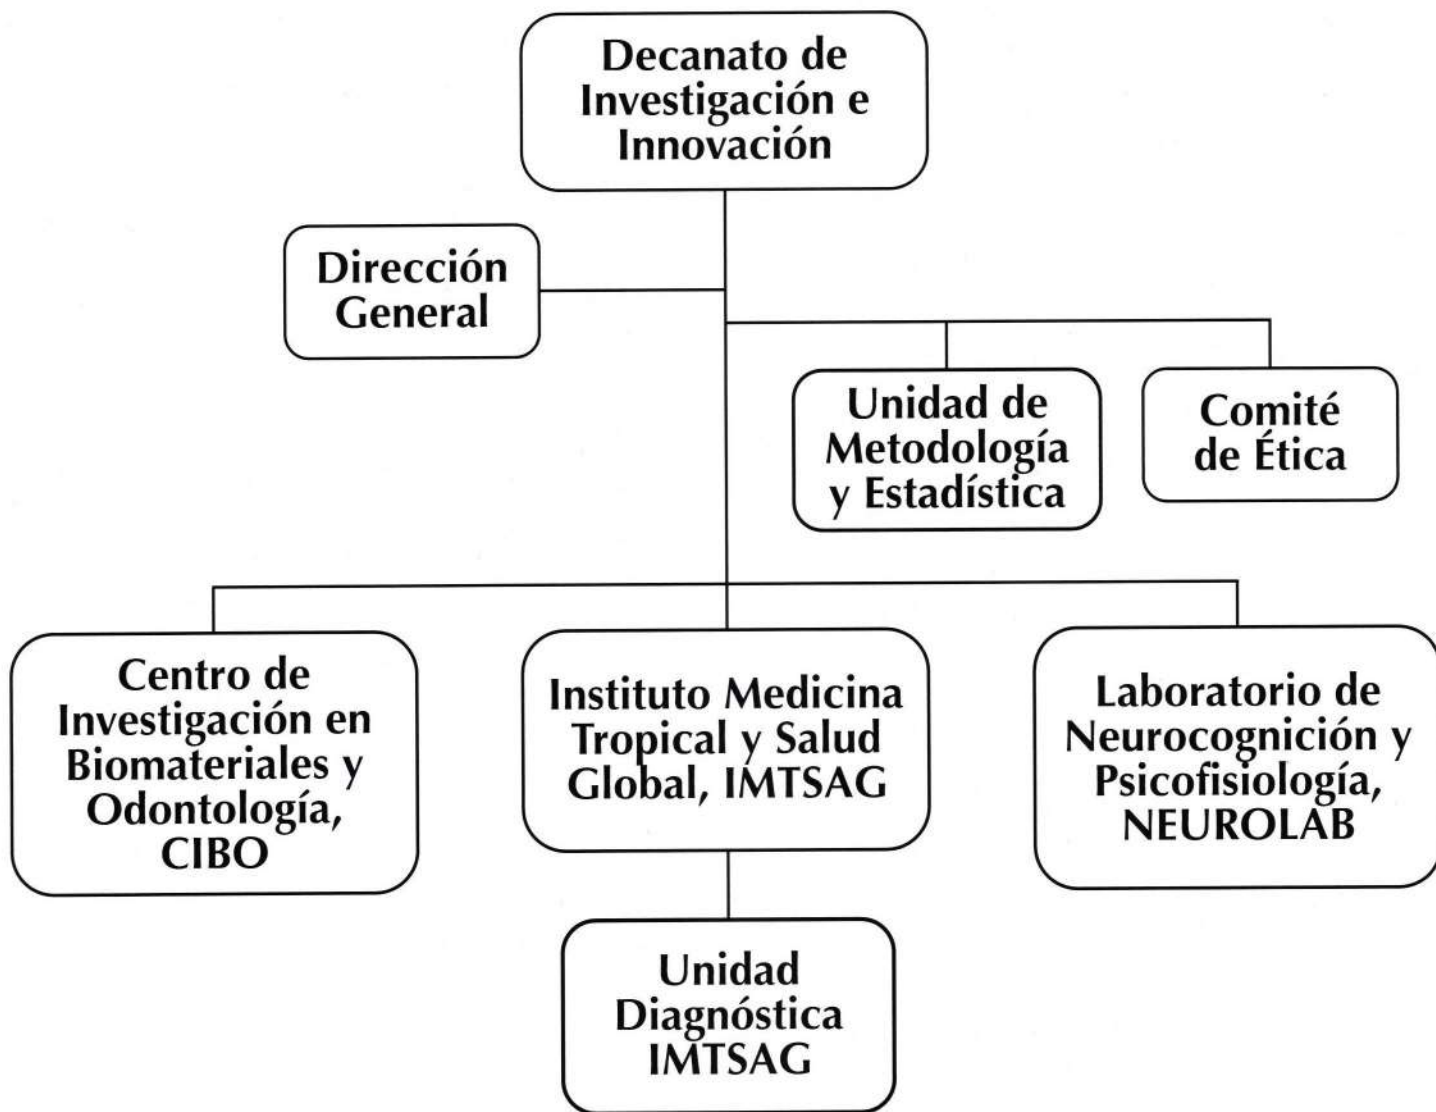 Decanato de
Investigación e
Innovación
Dirección
General
Unidad de
Metodología
y Estadística
Comité
de Ética
Centro de
Investigación en
Biomateriales y
Odontología,
CIBO
Instituto Medicina
Tropical y Salud
Global, IMTSAG
Laboratorio de
Neurocognición y
Psicofisiología,
NEUROLAB
Unidad
Diagnóstica
IMTSAG